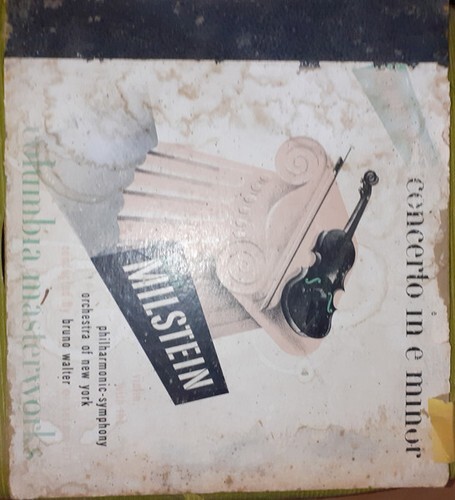 concerto in e minor
MILSTEIN
philharmonic-symphony
orchestra of new york
bruno walter
columbia masterworks